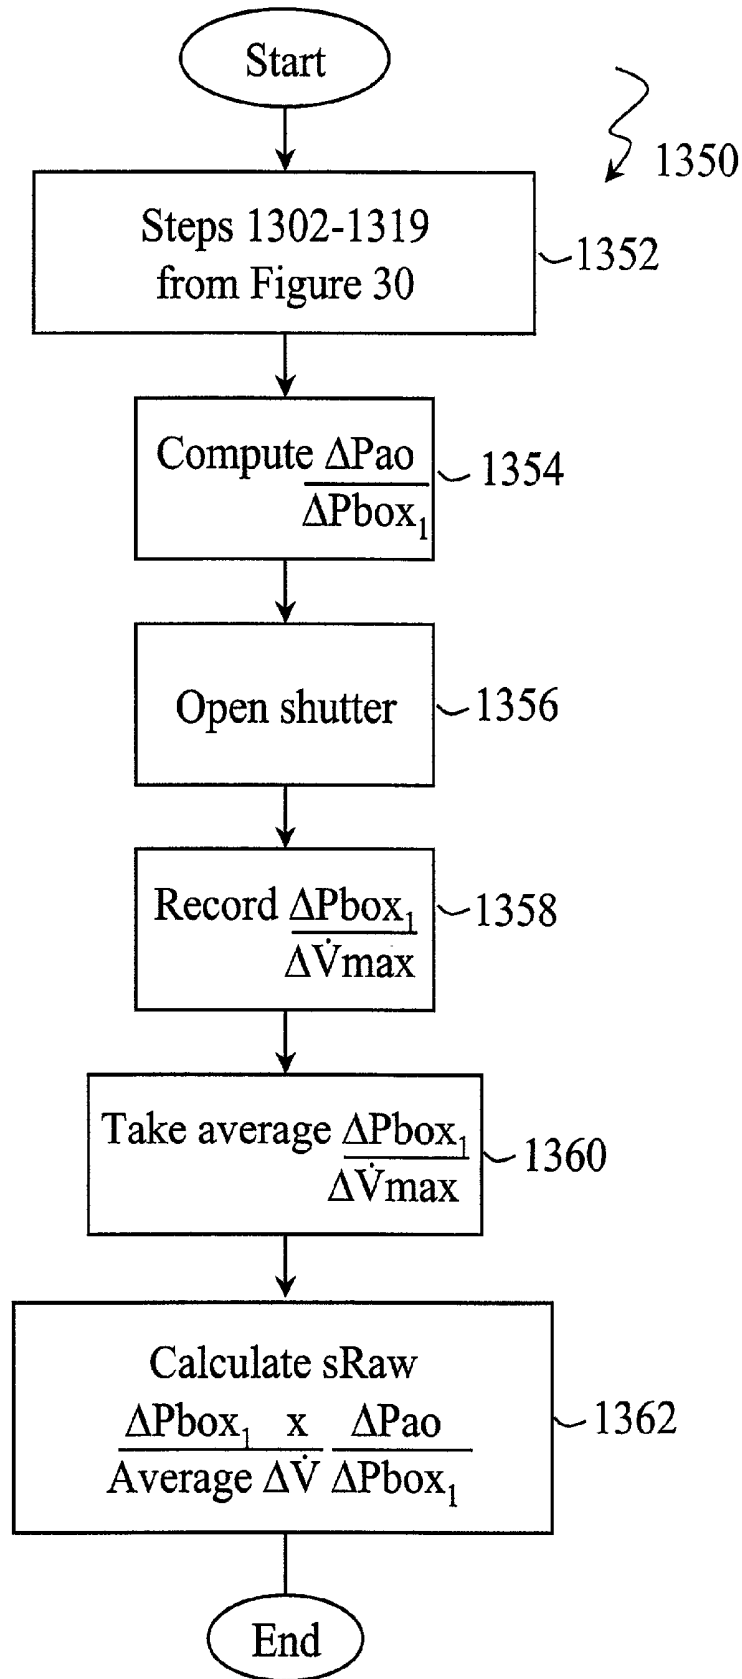 Start
1350
Steps 1302-1319
from Figure 30
1352
Compute ΔPao
ΔPbox₁
1354
Open shutter
1356
Record ΔPbox₁
ΔV̇max
1358
Take average ΔPbox₁
ΔV̇max
1360
Calculate sRaw
ΔPbox₁ x ΔPao
Average ΔV̇ ΔPbox₁
1362
End